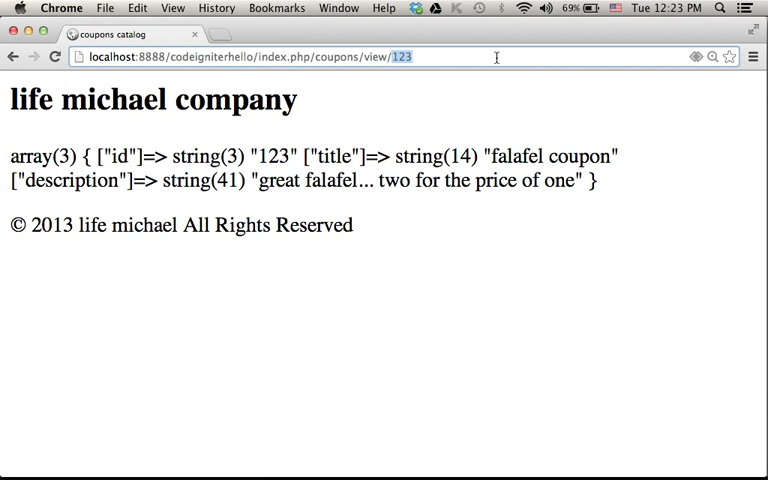 Chrome File Edit View History Bookmarks Window Help 69% Tue 12:23 PM
coupons catalog
localhost:8888/codeigniterhello/index.php/coupons/view/123
life michael company
array(3) { ["id"]=> string(3) "123" ["title"]=> string(14) "falafel coupon"
["description"]=> string(41) "great falafel... two for the price of one" }
© 2013 life michael All Rights Reserved